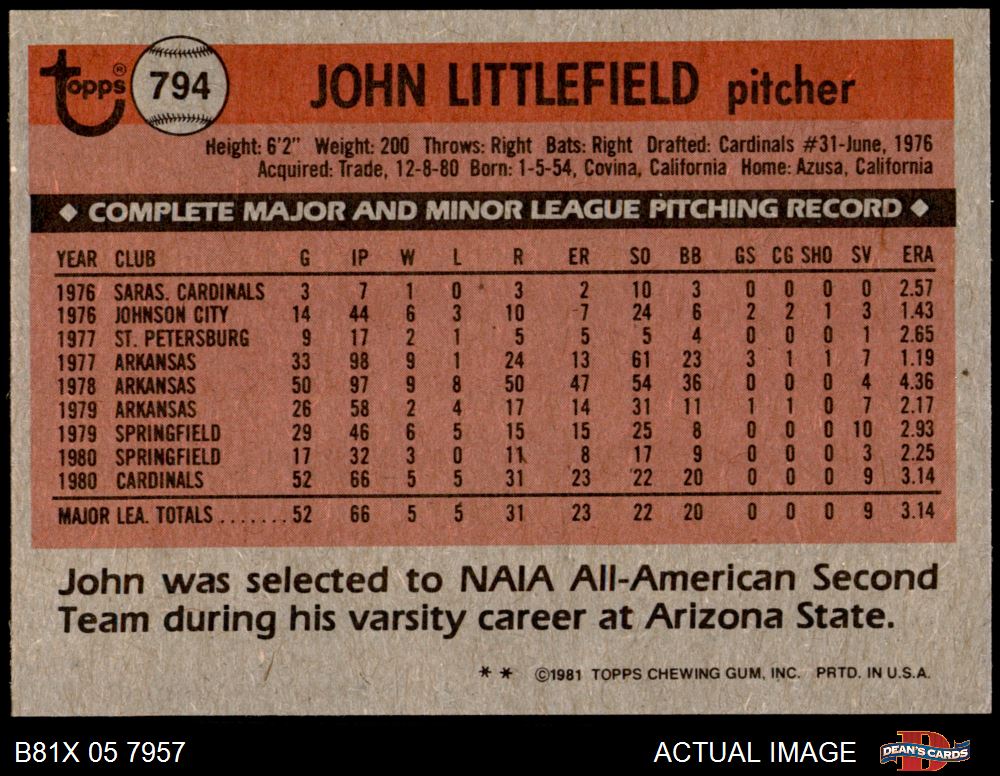 Topps® 794 JOHN LITTLEFIELD pitcher
Height: 6'2" Weight: 200 Throws: Right Bats: Right Drafted: Cardinals #31-June, 1976
Acquired: Trade, 12-8-80 Born: 1-5-54, Covina, California Home: Azusa, California
◆ COMPLETE MAJOR AND MINOR LEAGUE PITCHING RECORD ◆
YEAR CLUB G IP W L R ER SO BB GS CG SHO SV ERA
1976 SARAS. CARDINALS 3 7 1 0 3 2 10 3 0 0 0 0 2.57
1976 JOHNSON CITY 14 44 6 3 10 7 24 6 2 2 1 3 1.43
1977 ST. PETERSBURG 9 17 2 1 5 5 5 4 0 0 0 1 2.65
1977 ARKANSAS 33 98 9 1 24 13 61 23 3 1 1 7 1.19
1978 ARKANSAS 50 97 9 8 50 47 54 36 0 0 0 4 4.36
1979 ARKANSAS 26 58 2 4 17 14 31 11 1 1 0 7 2.17
1979 SPRINGFIELD 29 46 6 5 15 15 25 8 0 0 0 10 2.93
1980 SPRINGFIELD 17 32 3 0 11 8 17 9 0 0 0 3 2.25
1980 CARDINALS 52 66 5 5 31 23 22 20 0 0 0 9 3.14
MAJOR LEA. TOTALS .......52 66 5 5 31 23 22 20 0 0 0 9 3.14
John was selected to NAIA All-American Second
Team during his varsity career at Arizona State.
* * ©1981 TOPPS CHEWING GUM, INC. PRTD. IN U.S.A.
B81X 05 7957 ACTUAL IMAGE DEAN'S CARDS